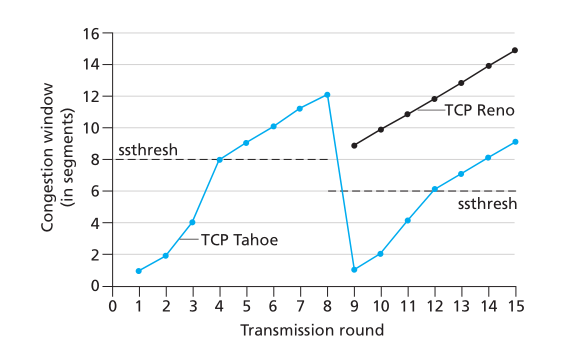 16
14
12
10
8
6
4
2
0
Congestion window
(in segments)
ssthresh
TCP Reno
ssthresh
TCP Tahoe
0 1 2 3 4 5 6 7 8 9 10 11 12 13 14 15
Transmission round